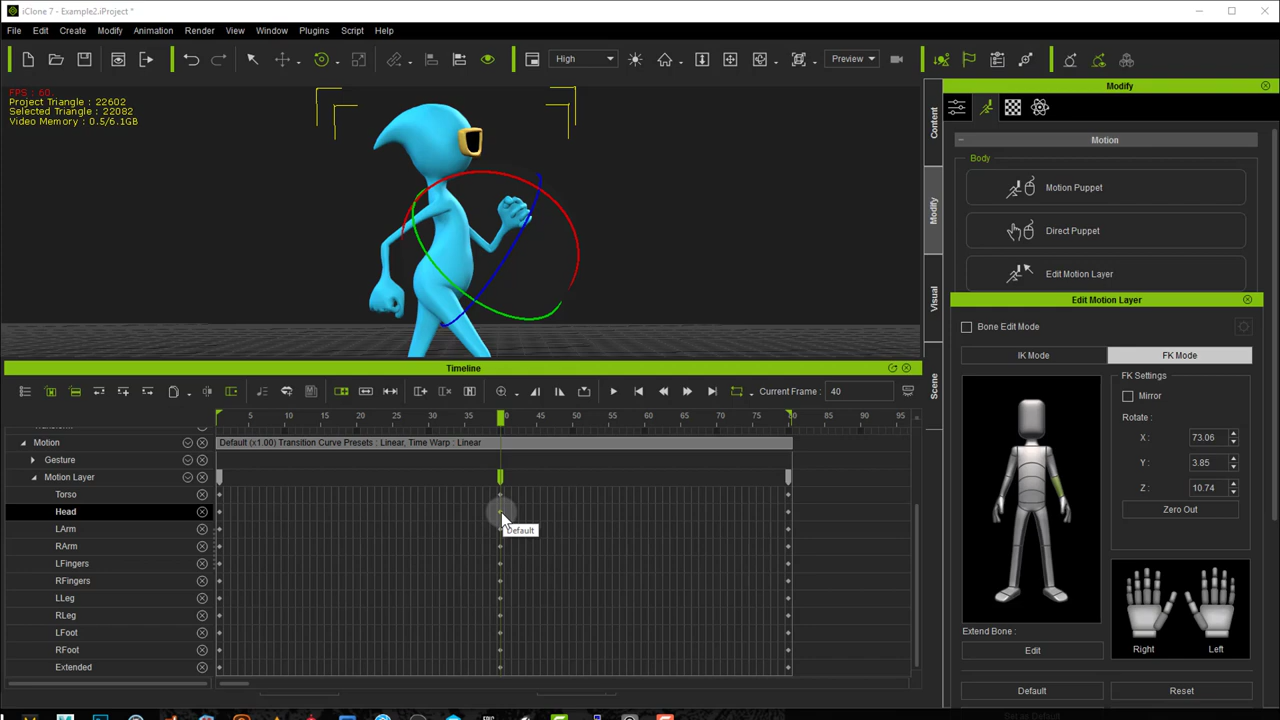 iClone 7 - Example2.iProject *
File Edit Create Modify Animation Render View Window Plugins Script Help
High
Preview
FPS : 60.
Project Triangle : 22602
Selected Triangle : 22082
Video Memory : 0.5/6.1GB
Content
Modify
Visual
Scene
Modify
Motion
Body
Motion Puppet
Direct Puppet
Edit Motion Layer
Edit Motion Layer
Bone Edit Mode
IK Mode
FK Mode
FK Settings
Mirror
Rotate :
X : 73.06
Y : 3.85
Z : 10.74
Zero Out
Extend Bone :
Edit
Right
Left
Default
Reset
Timeline
Current Frame : 40
5 10 15 20 25 30 35 0 45 50 55 60 65 70 75 80 85 90 95
Motion
Default (x1.00) Transition Curve Presets : Linear, Time Warp : Linear
Gesture
Motion Layer
Torso
Head
Default
LArm
RArm
LFingers
RFingers
LLeg
RLeg
LFoot
RFoot
Extended